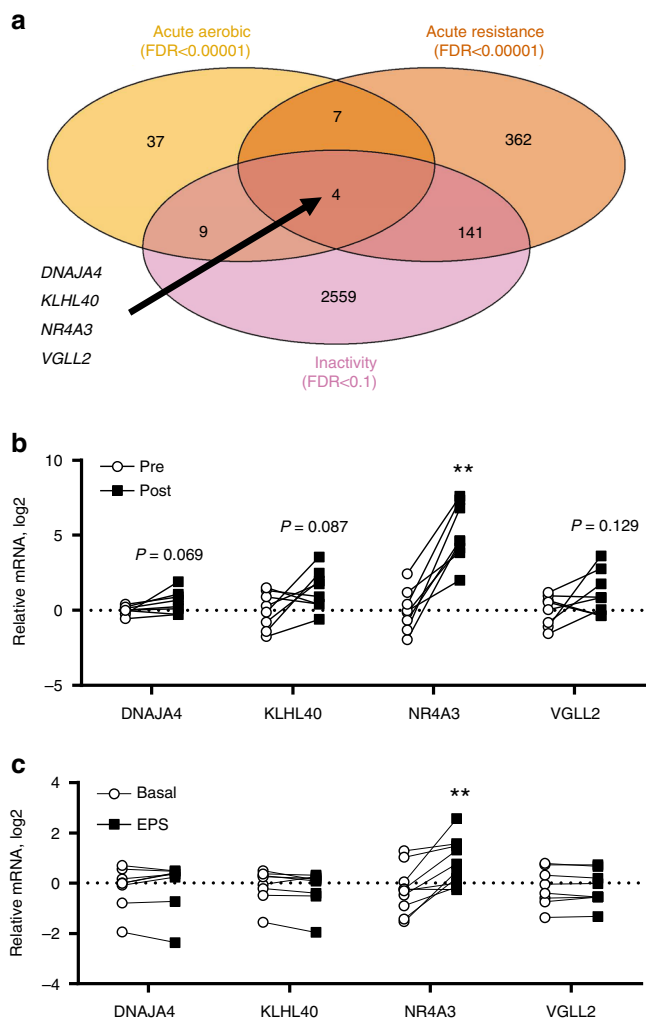 a
Acute aerobic
(FDR<0.00001)
Acute resistance
(FDR<0.00001)
7
37
362
4
9
141
DNAJA4
KLHL40
NR4A3
VGLL2
2559
Inactivity
(FDR<0.1)
b
Relative mRNA, log2
10
5
0
–5
Pre
Post
P = 0.069
P = 0.087
**
P = 0.129
DNAJA4 KLHL40 NR4A3 VGLL2
c
Relative mRNA, log2
4
2
0
–2
–4
Basal
EPS
**
DNAJA4 KLHL40 NR4A3 VGLL2